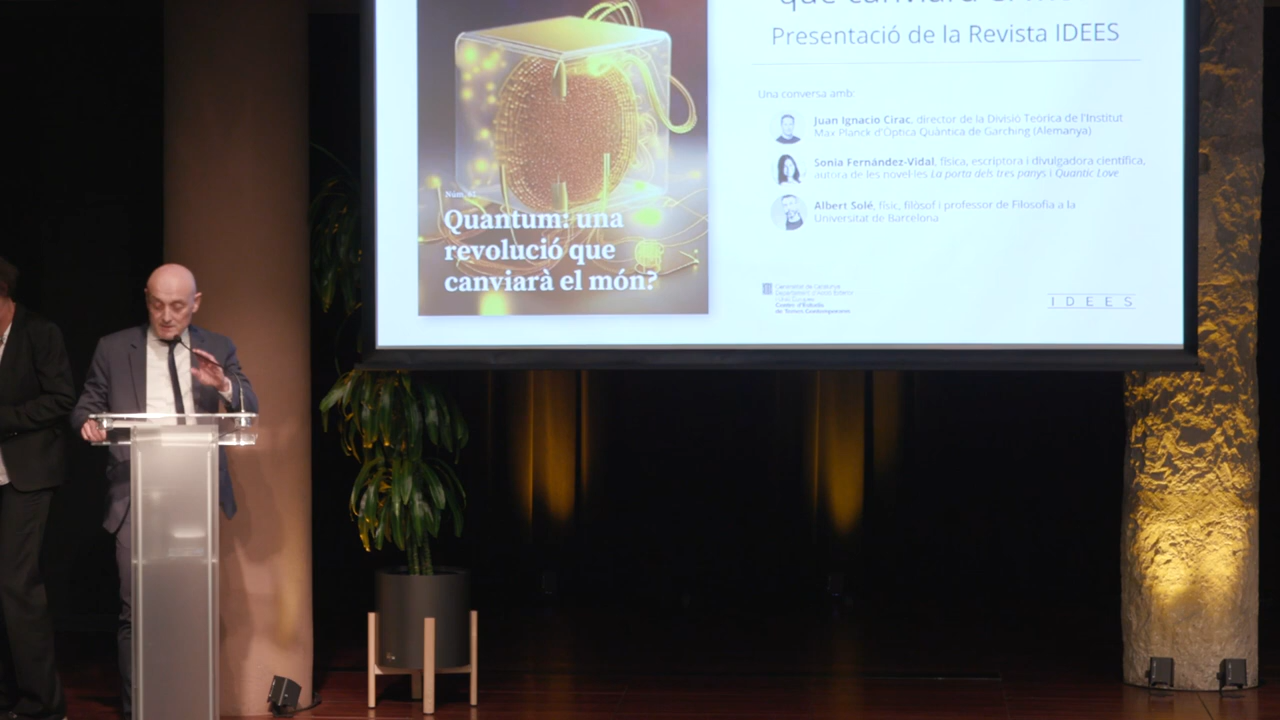 Presentació de la Revista IDEES
Una conversa amb:
Juan Ignacio Cirac, director de la Divisió Teòrica de l'Institut
Max Planck d'Òptica Quàntica de Garching (Alemanya)
Sonia Fernández-Vidal, física, escriptora i divulgadora científica,
autora de les novel·les La porta dels tres panys i Quantic Love
Albert Solé, físic, filòsof i professor de Filosofia a la
Universitat de Barcelona
Quantum: una
revolució que
canviarà el món?
Generalitat de Catalunya
IDEES